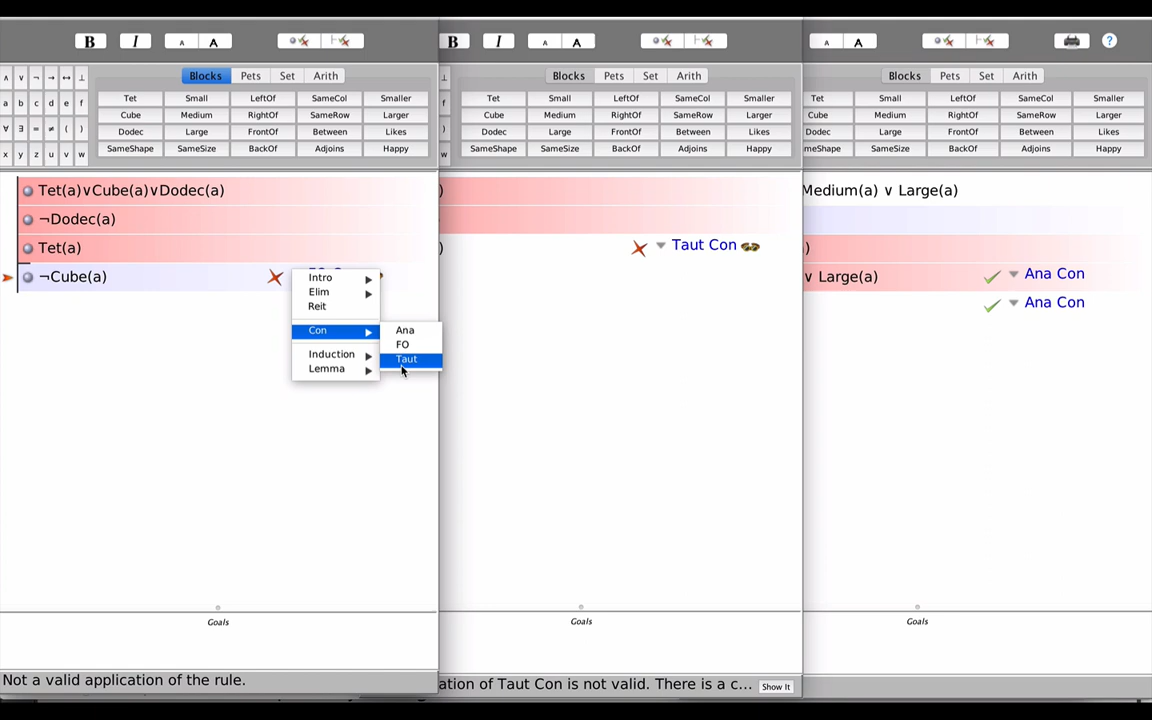 B I A A
B I A A
A A ?
∧ ∨ ¬ → ↔ ⊥
a b c d e f
∀ ∃ = ≠ ( )
x y z u v w
Blocks Pets Set Arith
Tet Small LeftOf SameCol Smaller
Cube Medium RightOf SameRow Larger
Dodec Large FrontOf Between Likes
SameShape SameSize BackOf Adjoins Happy
Tet(a)∨Cube(a)∨Dodec(a)
¬Dodec(a)
Tet(a)
¬Cube(a)
Intro
Elim
Reit
Con
Induction
Lemma
Ana
FO
Taut
Goals
Not a valid application of the rule.
⊥
f
)
w
Blocks Pets Set Arith
Tet Small LeftOf SameCol Smaller
Cube Medium RightOf SameRow Larger
Dodec Large FrontOf Between Likes
SameShape SameSize BackOf Adjoins Happy
)
) Taut Con
Goals
ation of Taut Con is not valid. There is a c... Show It
Blocks Pets Set Arith
Tet Small LeftOf SameCol Smaller
Cube Medium RightOf SameRow Larger
Dodec Large FrontOf Between Likes
meShape SameSize BackOf Adjoins Happy
Medium(a) ∨ Large(a)
)
∨ Large(a) Ana Con
Ana Con
Goals